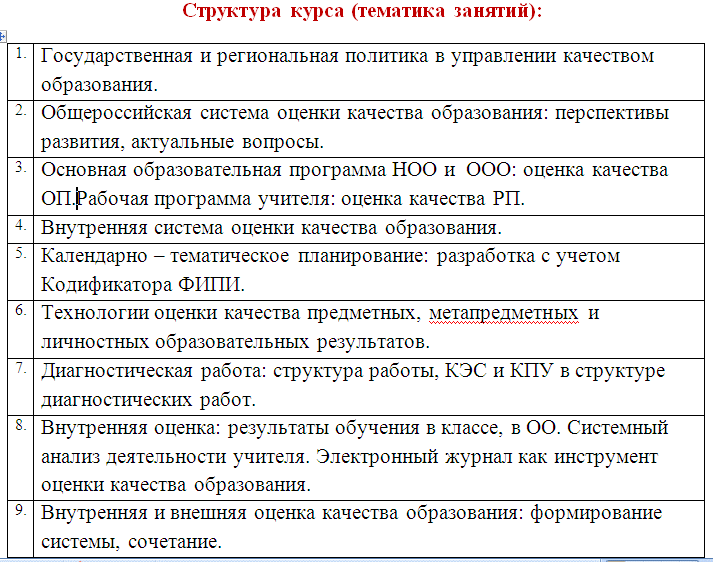 Структура курса (тематика занятий):
1. Государственная и региональная политика в управлении качеством
образования.
2. Общероссийская система оценки качества образования: перспективы
развития, актуальные вопросы.
3. Основная образовательная программа НОО и ООО: оценка качества
ОП.Рабочая программа учителя: оценка качества РП.
4. Внутренняя система оценки качества образования.
5. Календарно – тематическое планирование: разработка с учетом
Кодификатора ФИПИ.
6. Технологии оценки качества предметных, метапредметных и
личностных образовательных результатов.
7. Диагностическая работа: структура работы, КЭС и КПУ в структуре
диагностических работ.
8. Внутренняя оценка: результаты обучения в классе, в ОО. Системный
анализ деятельности учителя. Электронный журнал как инструмент
оценки качества образования.
9. Внутренняя и внешняя оценка качества образования: формирование
системы, сочетание.